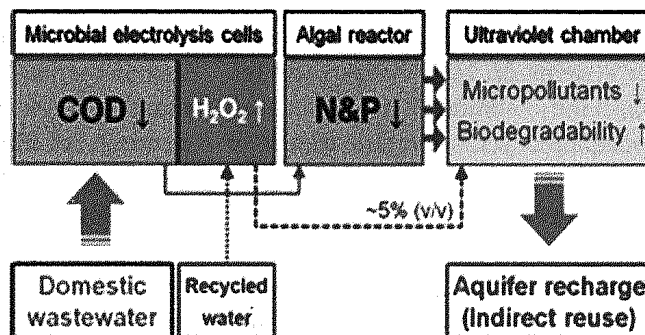 Microbial electrolysis cells
Algal reactor
Ultraviolet chamber
COD ↓
H₂O₂ ↑
N&P ↓
Micropollutants ↓
Biodegradability ↑
~5% (v/v)
Domestic
wastewater
Recycled
water
Aquifer recharge
(Indirect reuse)